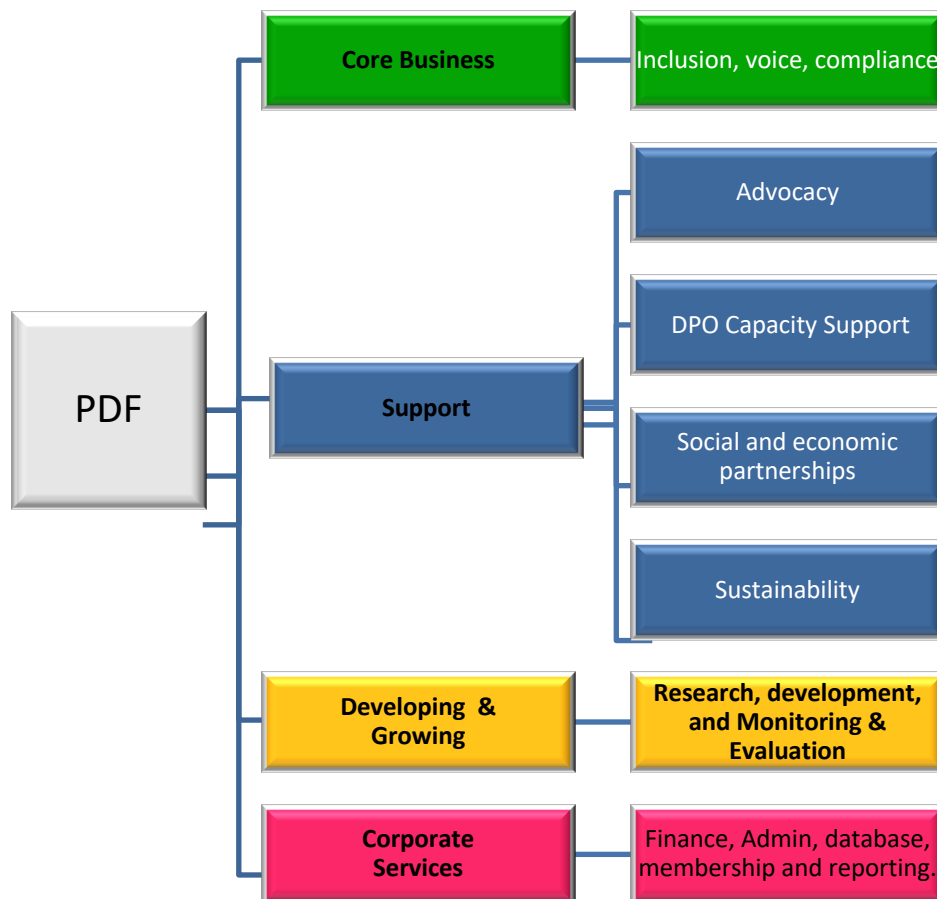 Core Business
Inclusion, voice, compliance
Advocacy
DPO Capacity Support
PDF
Support
Social and economic
partnerships
Sustainability
Developing  &
Growing
Research, development,
and Monitoring &
Evaluation
Corporate
Services
Finance, Admin, database,
membership and reporting.